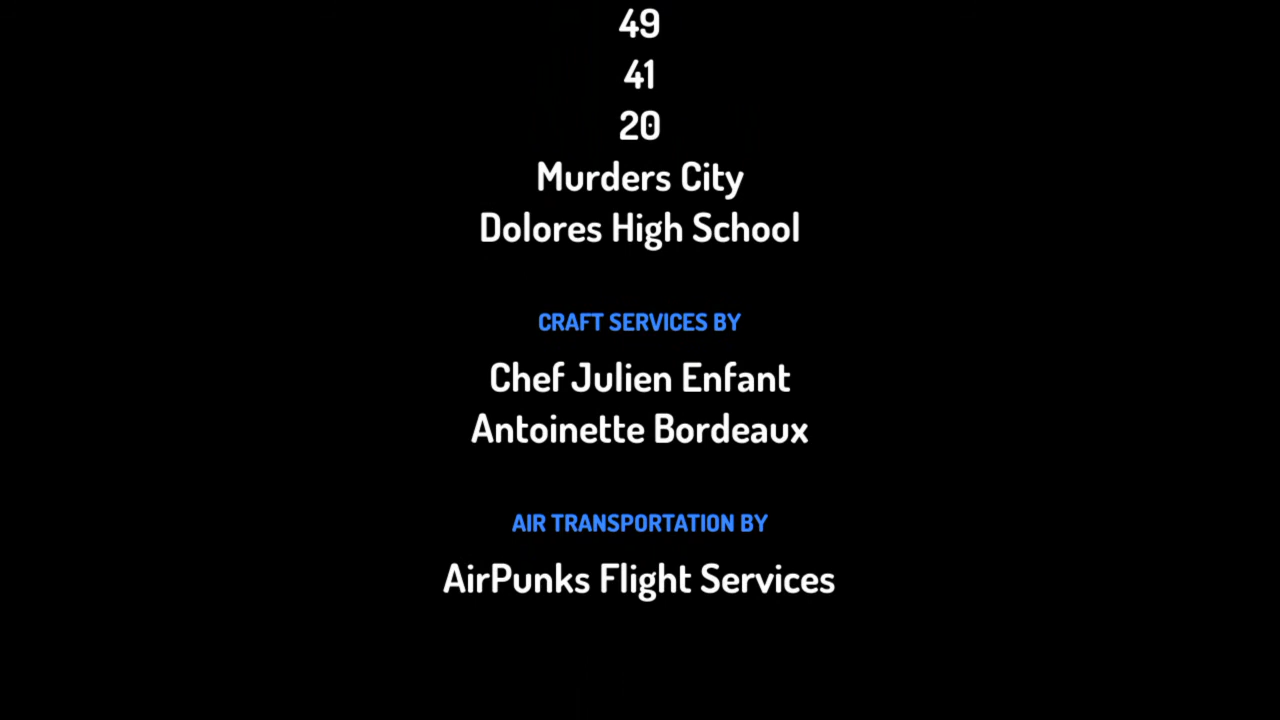 49
41
20
Murders City
Dolores High School
CRAFT SERVICES BY
Chef Julien Enfant
Antoinette Bordeaux
AIR TRANSPORTATION BY
AirPunks Flight Services